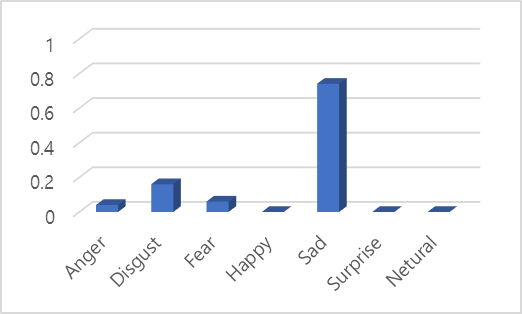 1
0.8
0.6
0.4
0.2
0
Anger
Disgust
Fear
Happy
Sad
Surprise
Netural